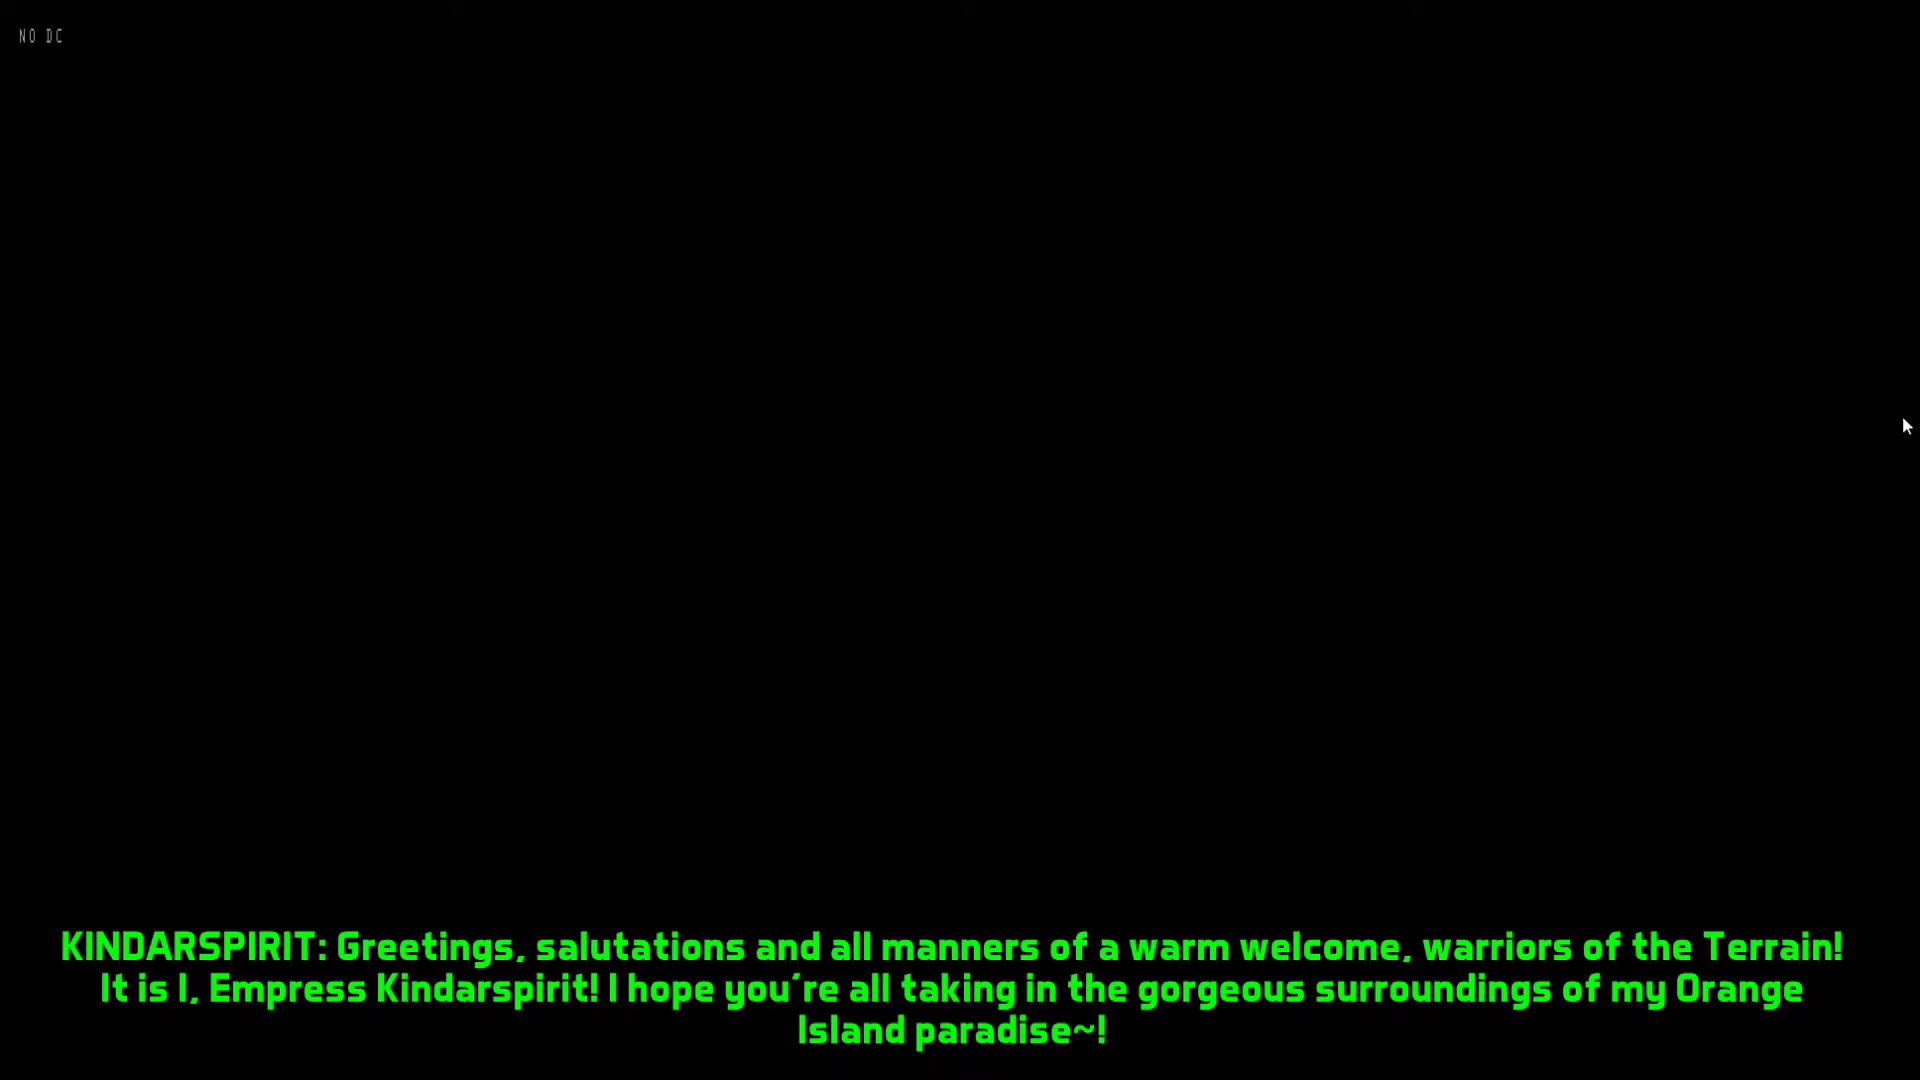 NO DC
KINDARSPIRIT: Greetings, salutations and all manners of a warm welcome, warriors of the Terrain!
It is I, Empress Kindarspirit! I hope you're all taking in the gorgeous surroundings of my Orange
Island paradise~!